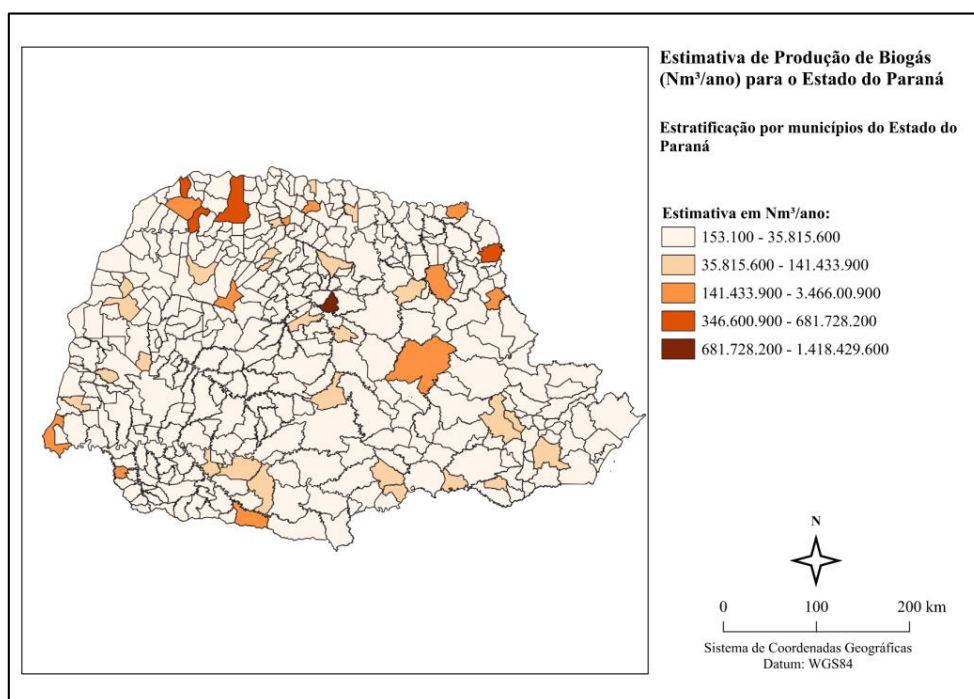 Estimativa de Produção de Biogás
(Nm³/ano) para o Estado do Paraná
Estratificação por municípios do Estado do
Paraná
Estimativa em Nm³/ano:
153.100 - 35.815.600
35.815.600 - 141.433.900
141.433.900 - 3.466.00.900
346.600.900 - 681.728.200
681.728.200 - 1.418.429.600
N
0 100 200 km
Sistema de Coordenadas Geográficas
Datum: WGS84